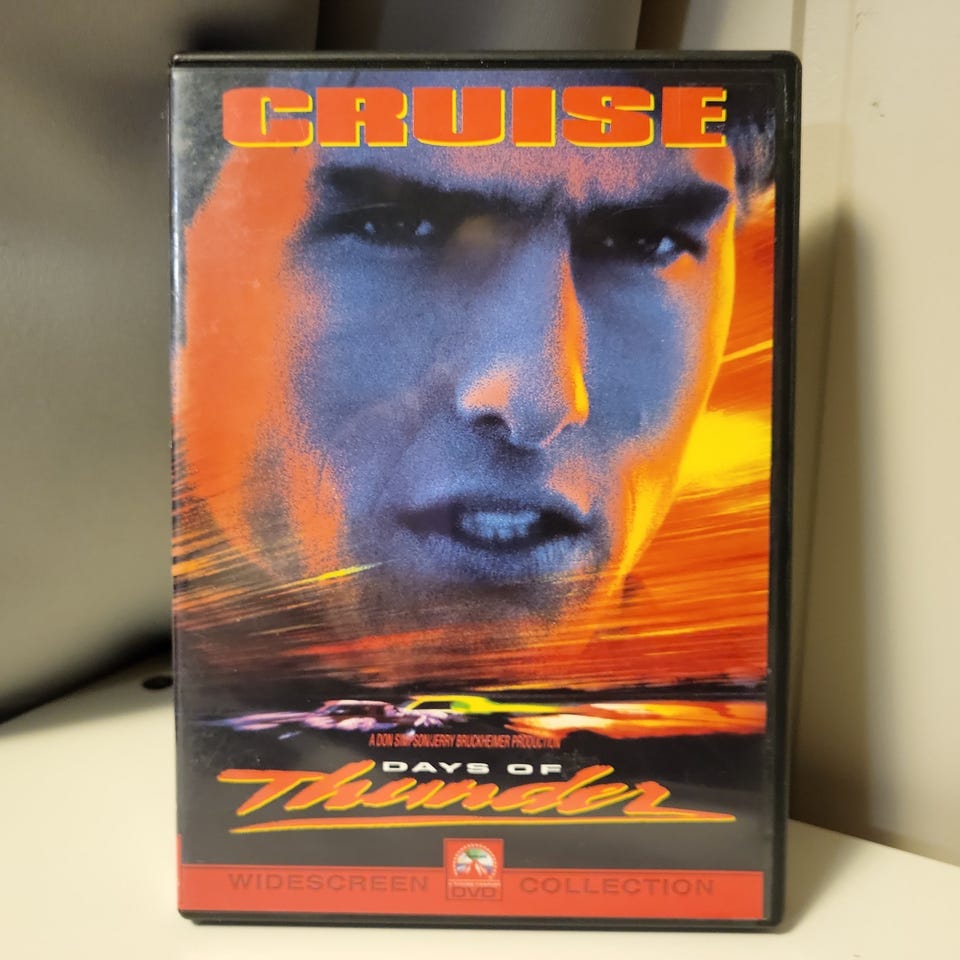 CRUISE
A DON SIMPSON/JERRY BRUCKHEIMER PRODUCTION
DAYS OF
Thunder
WIDESCREEN DVD COLLECTION